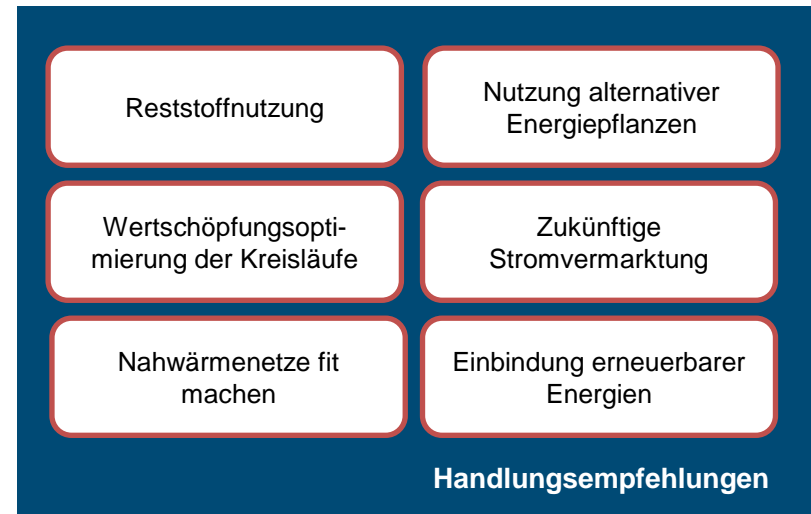 Reststoffnutzung
Nutzung alternativer
Energiepflanzen
Wertschöpfungsopti-
mierung der Kreisläufe
Zukünftige
Stromvermarktung
Nahwärmenetze fit
machen
Einbindung erneuerbarer
Energien
Handlungsempfehlungen